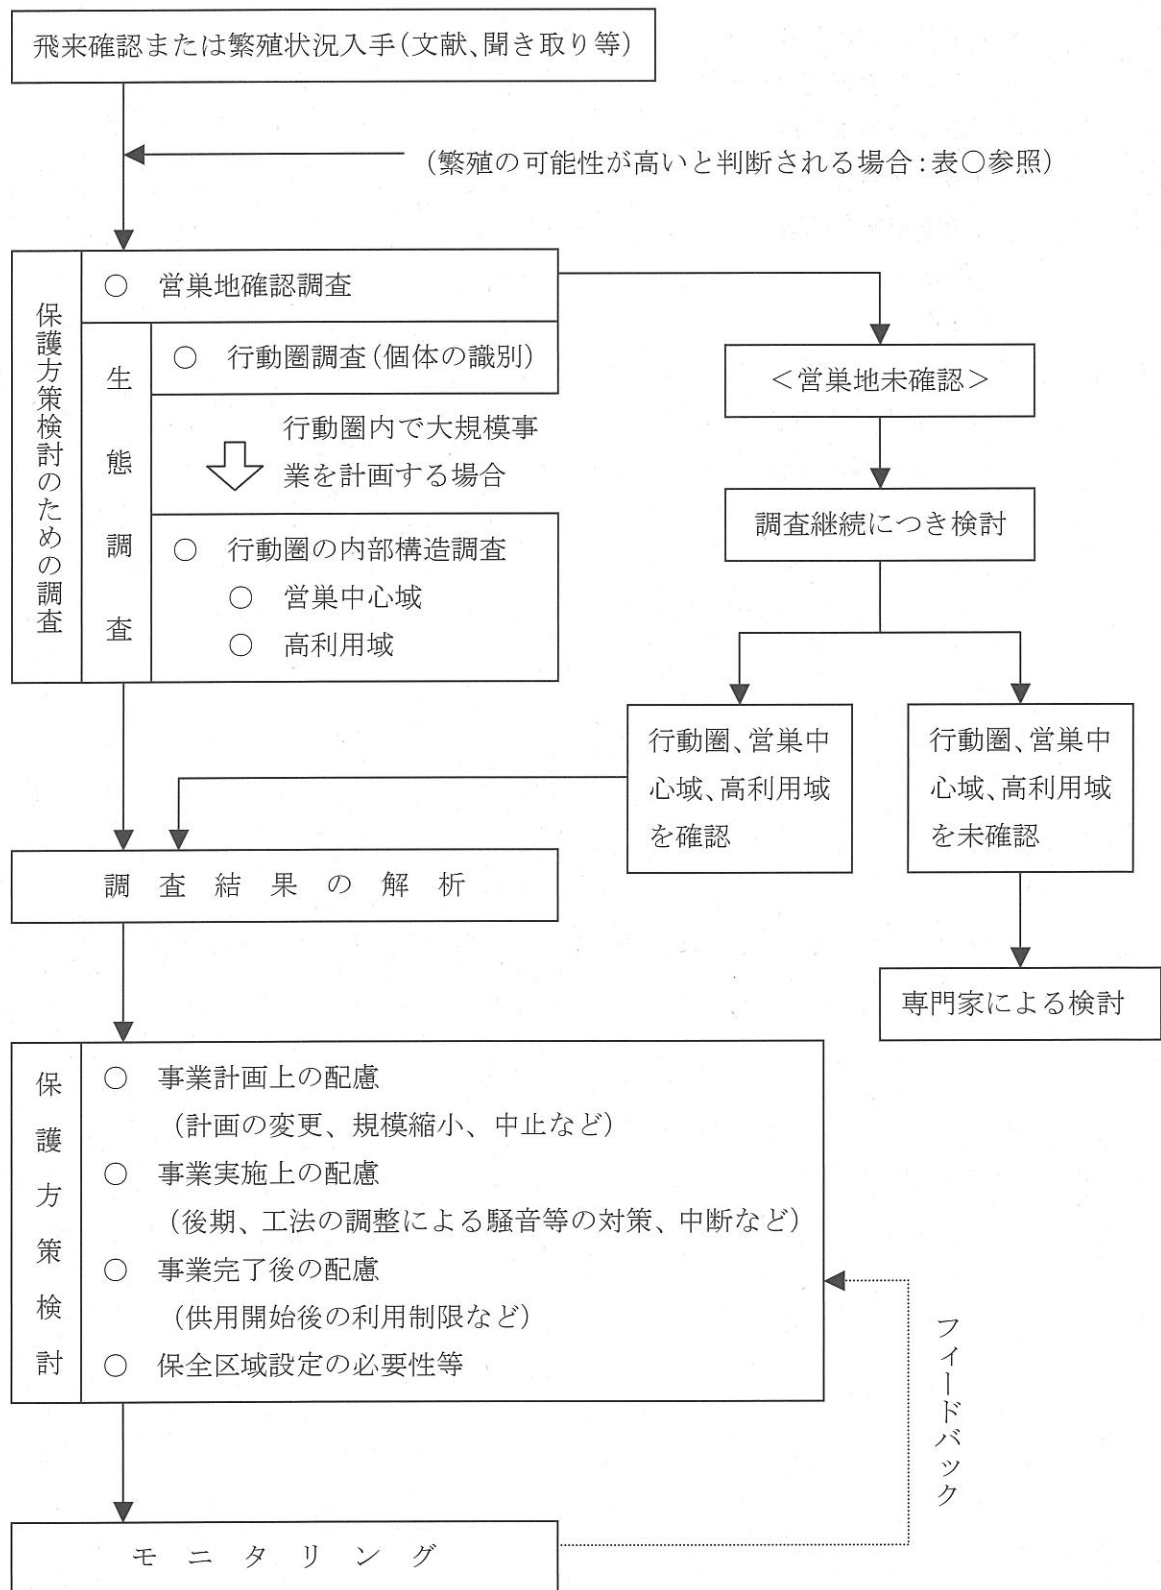 飛来確認または繁殖状況入手（文献、聞き取り等）
（繁殖の可能性が高いと判断される場合：表〇参照）
保護方策検討のための調査
○　営巣地確認調査
生態調査
○　行動圏調査（個体の識別）
行動圏内で大規模事
業を計画する場合
○　行動圏の内部構造調査
○　営巣中心域
○　高利用域
＜営巣地未確認＞
調査継続につき検討
行動圏、営巣中
心域、高利用域
を確認
行動圏、営巣中
心域、高利用域
を未確認
専門家による検討
調査結果の解析
保護方策検討
○　事業計画上の配慮
（計画の変更、規模縮小、中止など）
○　事業実施上の配慮
（後期、工法の調整による騒音等の対策、中断など）
○　事業完了後の配慮
（供用開始後の利用制限など）
○　保全区域設定の必要性等
フィードバック
モニタリング